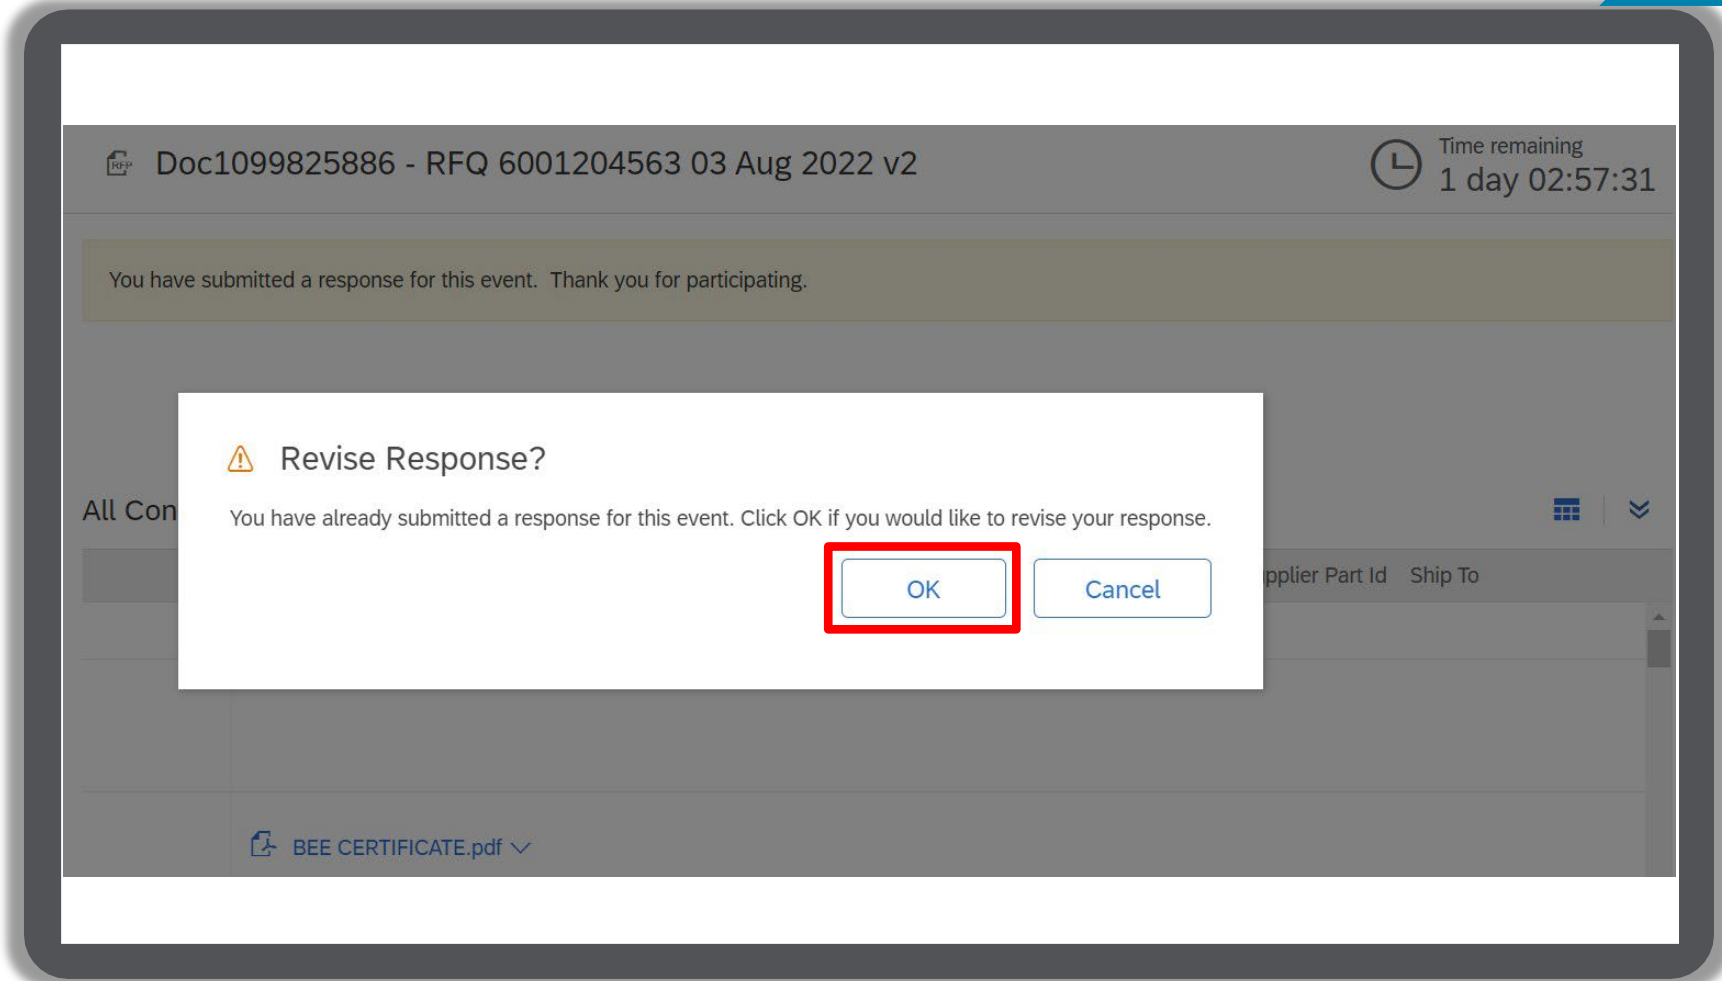 RFP
Doc1099825886 - RFQ 6001204563 03 Aug 2022 v2
Time remaining
1 day 02:57:31
You have submitted a response for this event. Thank you for participating.
Revise Response?
You have already submitted a response for this event. Click OK if you would like to revise your response.
OK
Cancel
All Con
pplier Part Id
Ship To
BEE CERTIFICATE.pdf